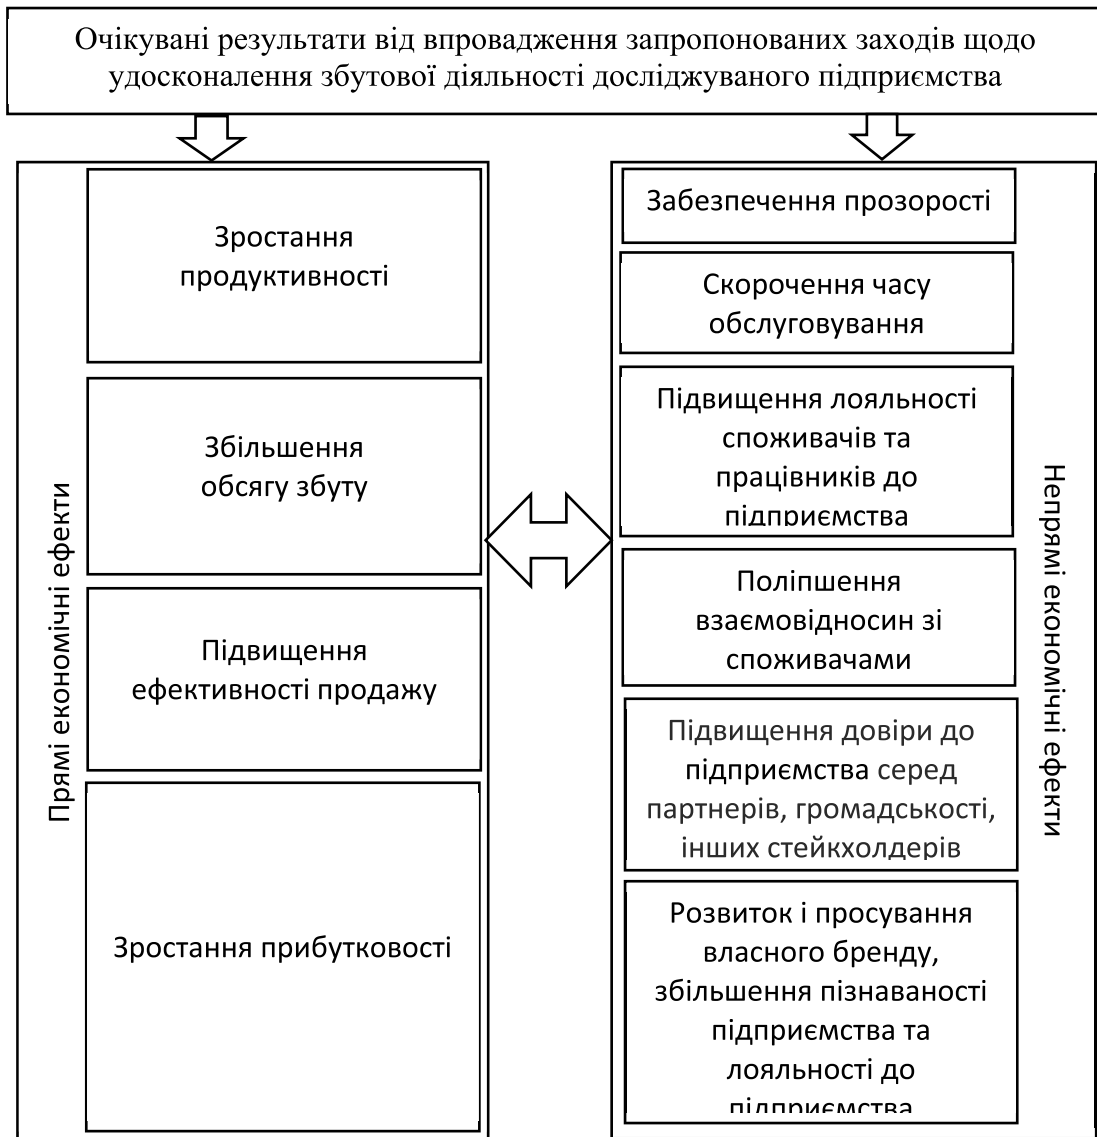 Очікувані результати від впровадження запропонованих заходів щодо
удосконалення збутової діяльності досліджуваного підприємства
Прямі економічні ефекти
Зростання
продуктивності
Збільшення
обсягу збуту
Підвищення
ефективності продажу
Зростання прибутковості
Забезпечення прозорості
Скорочення часу
обслуговування
Підвищення лояльності
споживачів та
працівників до
підприємства
Поліпшення
взаємовідносин зі
споживачами
Підвищення довіри до
підприємства серед
партнерів, громадськості,
інших стейкхолдерів
Розвиток і просування
власного бренду,
збільшення пізнаваності
підприємства та
лояльності до
підприємства
Непрямі економічні ефекти